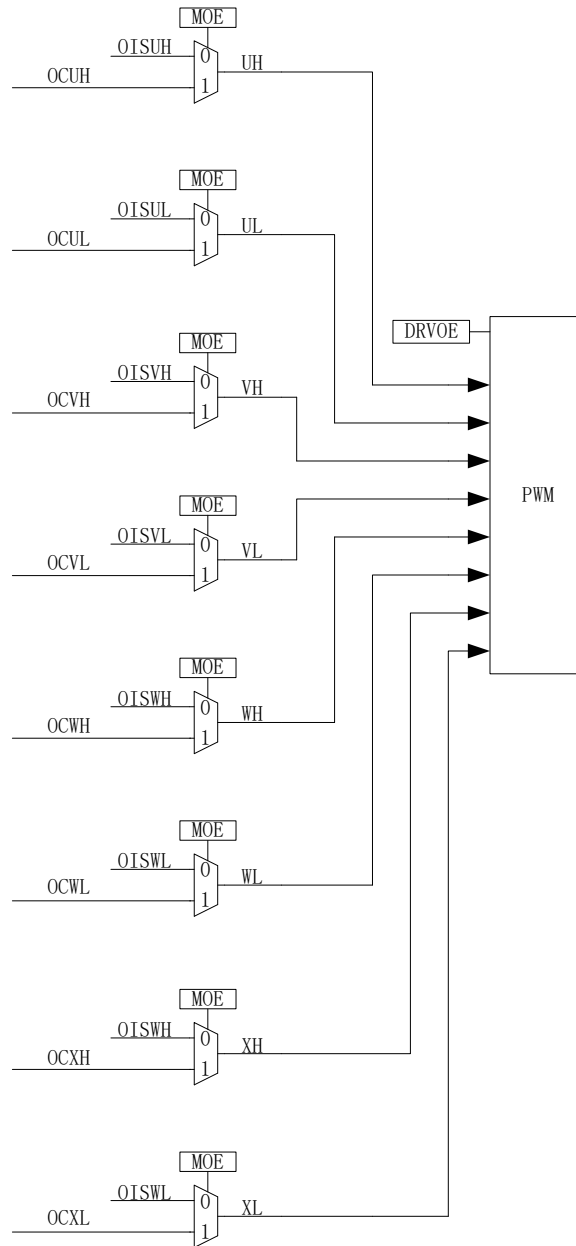 MOE
OISUH
0
OCUH
1
UH
MOE
OISUL
0
OCUL
1
UL
DRVOE
MOE
OISVH
0
OCVH
1
VH
PWM
MOE
OISVL
0
OCVL
1
VL
MOE
OISWH
0
OCWH
1
WH
MOE
OISWL
0
OCWL
1
WL
MOE
OISWH
0
OCXH
1
XH
MOE
OISWL
0
OCXL
1
XL